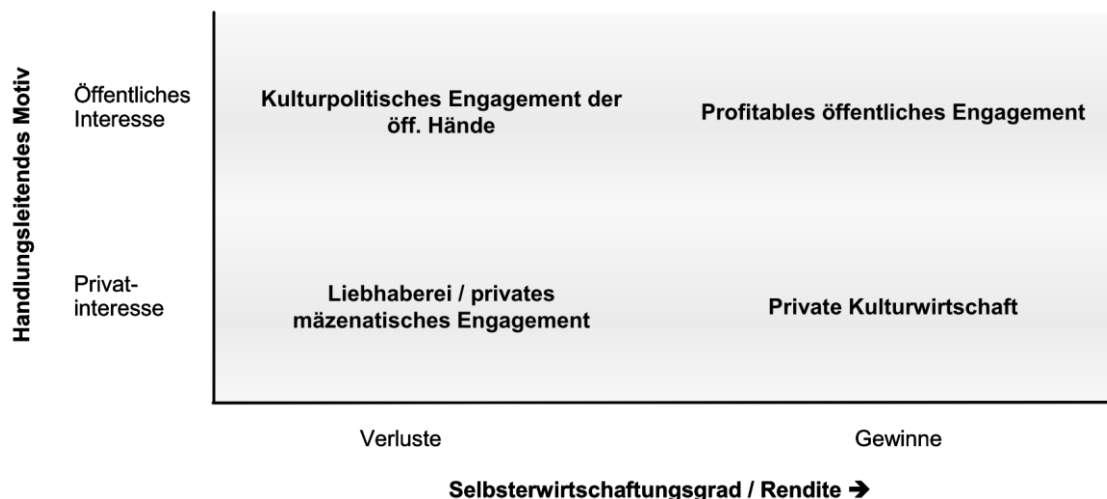 Handlungsleitendes Motiv
Öffentliches
Interesse
Kulturpolitisches Engagement der
öff. Hände
Profitables öffentliches Engagement
Privat-
interesse
Liebhaberei / privates
mäzenatisches Engagement
Private Kulturwirtschaft
Verluste
Gewinne
Selbsterwirtschaftungsgrad / Rendite ➔